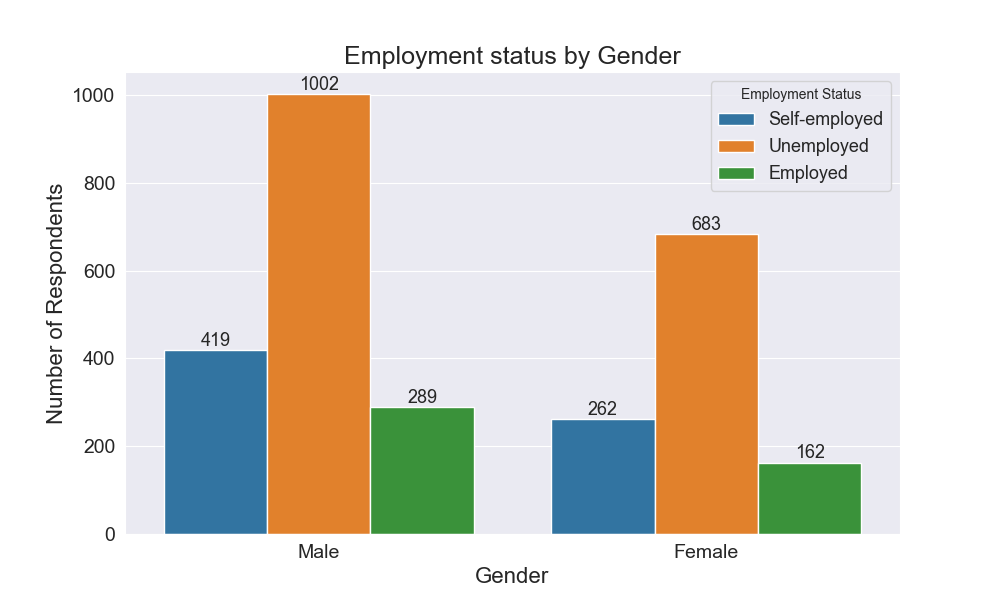 Employment status by Gender
Number of Respondents
1000
800
600
400
200
0
1002
419
289
683
262
162
Employment Status
Self-employed
Unemployed
Employed
Male
Female
Gender